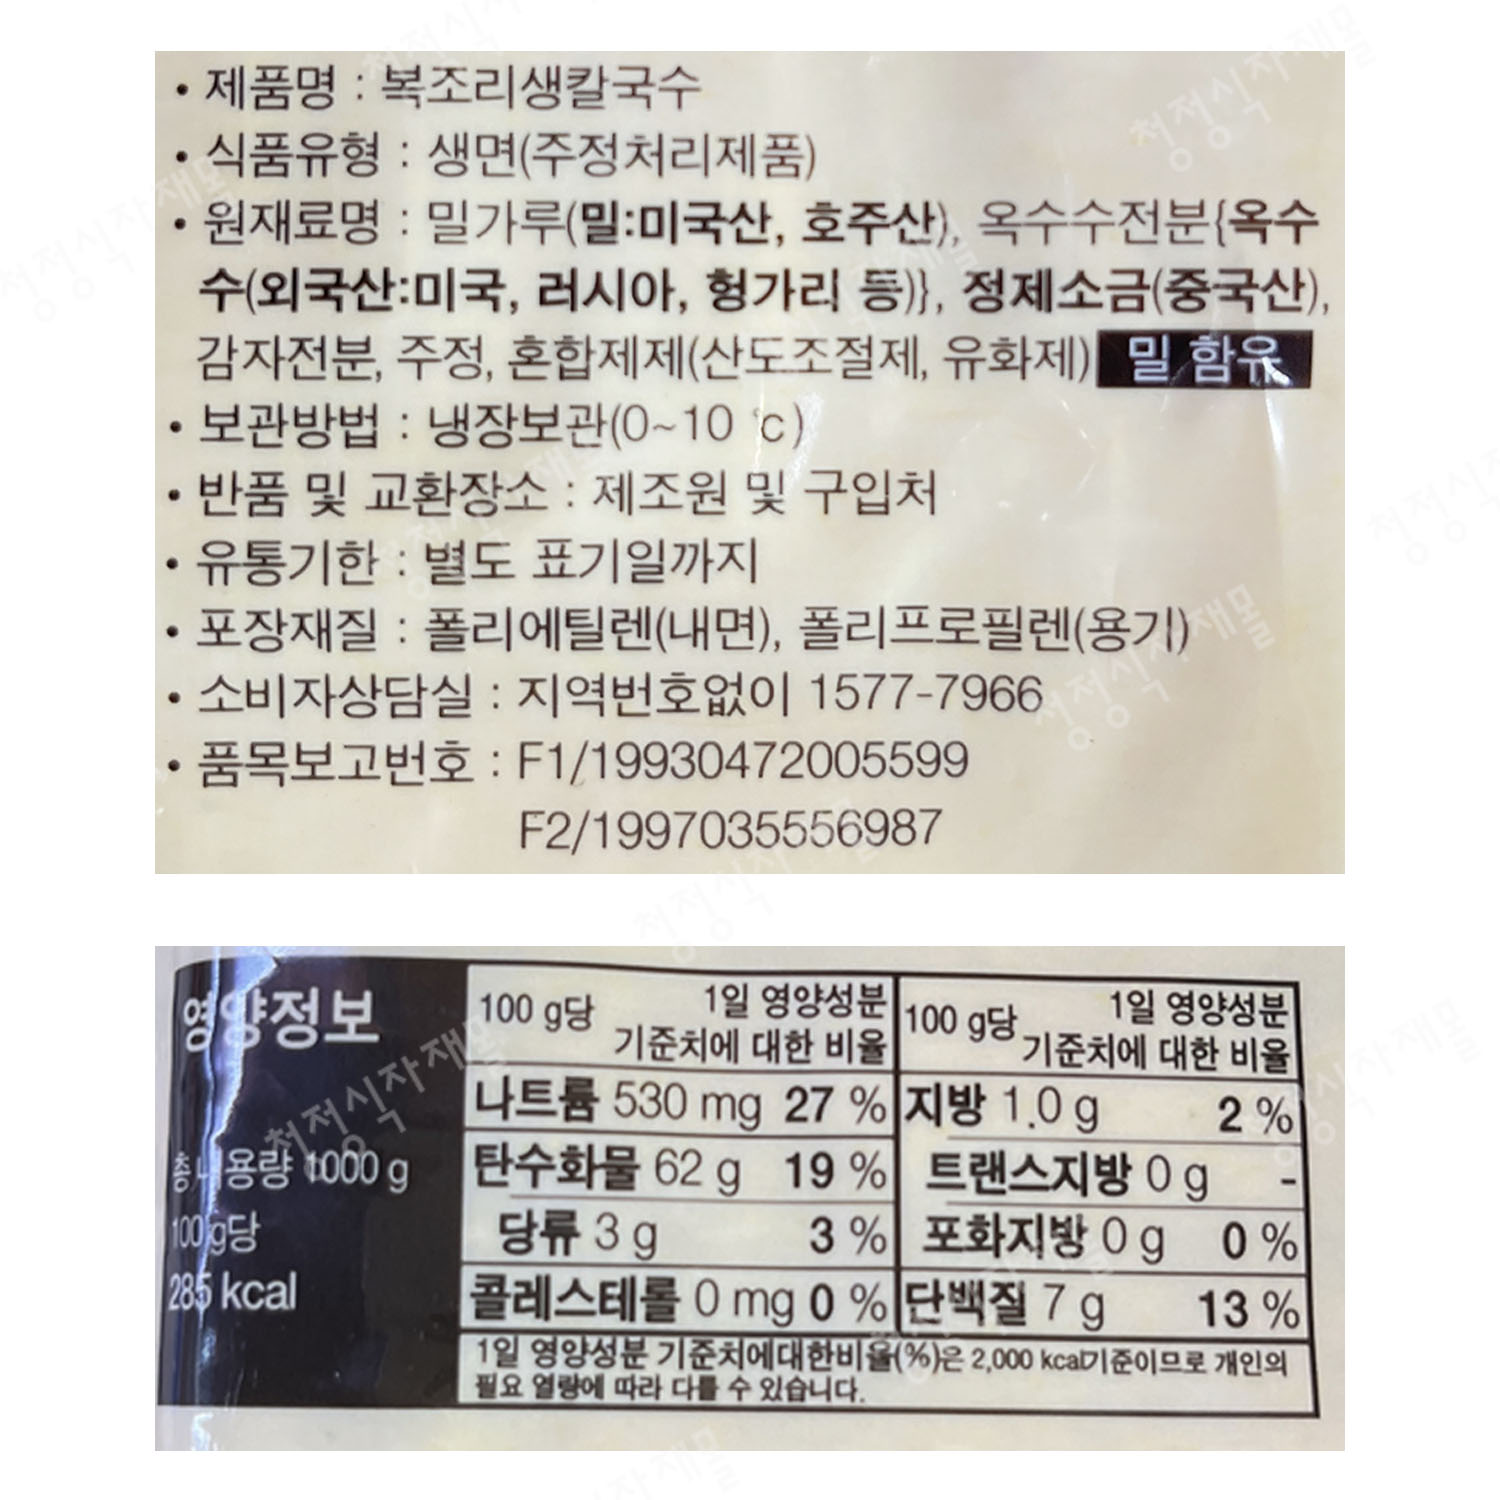 • 제품명 : 복조리생칼국수
• 식품유형 : 생면(주정처리제품)
• 원재료명 : 밀가루(밀:미국산, 호주산), 옥수수전분{옥수
수(외국산:미국, 러시아, 헝가리 등)}, 정제소금(중국산),
감자전분, 주정, 혼합제제(산도조절제, 유화제) 밀 함유
• 보관방법 : 냉장보관(0~10 ℃)
• 반품 및 교환장소 : 제조원 및 구입처
• 유통기한 : 별도 표기일까지
• 포장재질 : 폴리에틸렌(내면), 폴리프로필렌(용기)
• 소비자상담실 : 지역번호없이 1577-7966
• 품목보고번호 : F1/19930472005599
F2/1997035556987
영양정보
총 내용량 1000 g
100 g당
285 kcal
100 g당 1일 영양성분
기준치에 대한 비율
나트륨 530 mg 27 %
탄수화물 62 g 19 %
당류 3 g 3 %
콜레스테롤 0 mg 0 %
100 g당 1일 영양성분
기준치에 대한 비율
지방 1.0 g 2 %
트랜스지방 0 g -
포화지방 0 g 0 %
단백질 7 g 13 %
1일 영양성분 기준치에대한비율(%)은 2,000 kcal기준이므로 개인의
필요 열량에 따라 다를 수 있습니다.
청정식자재몰